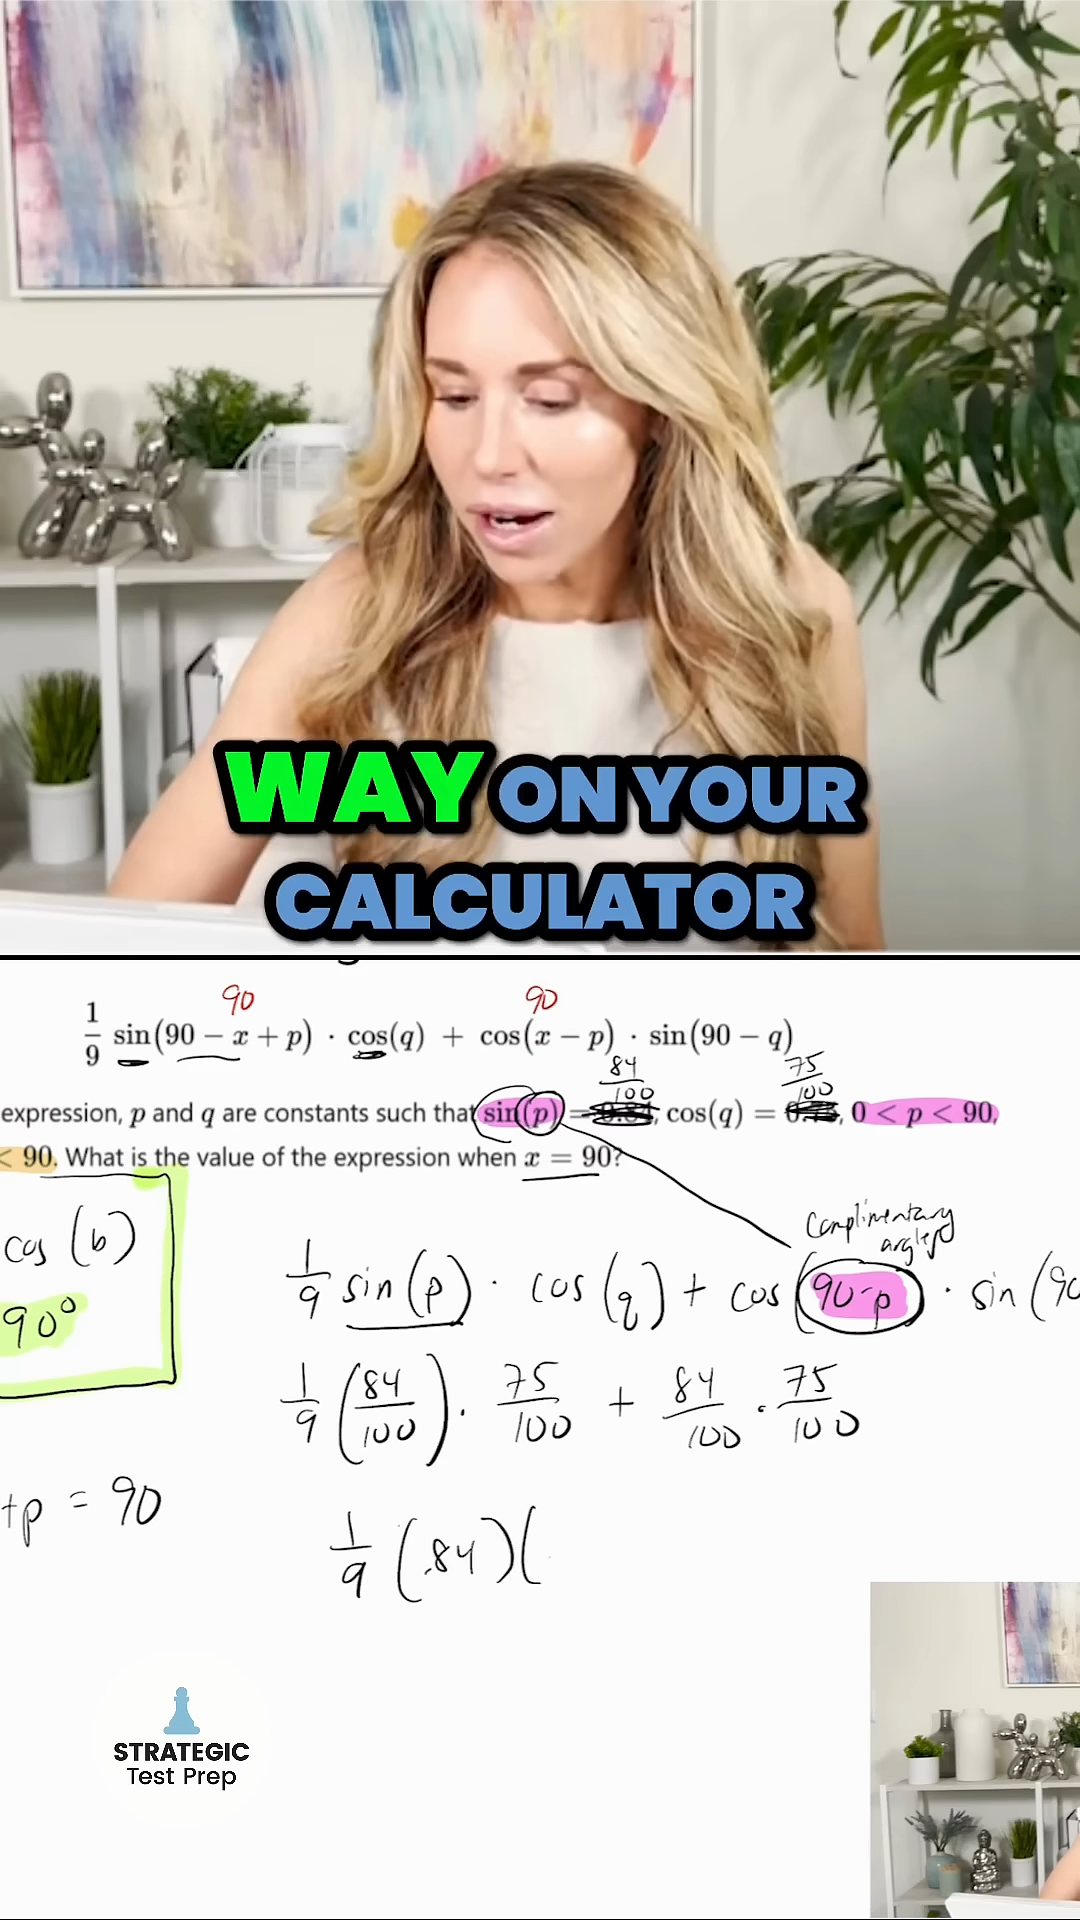 WAY ON YOUR
CALCULATOR
90 90
1/9 sin(90 − x + p) · cos(q) + cos(x − p) · sin(90 − q)
84/100 75/100
expression, p and q are constants such that sin(p) = , cos(q) = , 0 < p < 90,
< 90. What is the value of the expression when x = 90?
cos (b)
90°
Complimentary
angles
1/9 sin(p) · cos(q) + cos(90-p) · sin(90
1/9 (84/100) · 75/100 + 84/100 · 75/100
+p = 90
1/9 (.84)(
STRATEGIC
Test Prep